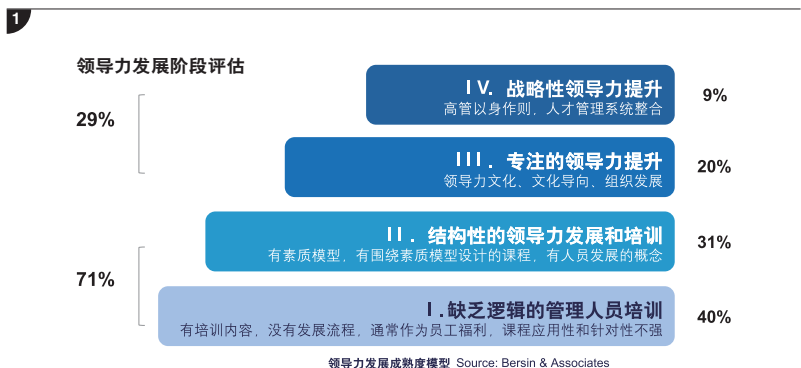 1
领导力发展阶段评估
29%
IV. 战略性领导力提升
高管以身作则，人才管理系统整合
9%
III. 专注的领导力提升
领导力文化、文化导向、组织发展
20%
71%
II. 结构性的领导力发展和培训
有素质模型，有围绕素质模型设计的课程，有人员发展的概念
31%
I.缺乏逻辑的管理人员培训
有培训内容，没有发展流程，通常作为员工福利，课程应用性和针对性不强
40%
领导力发展成熟度模型 Source: Bersin & Associates